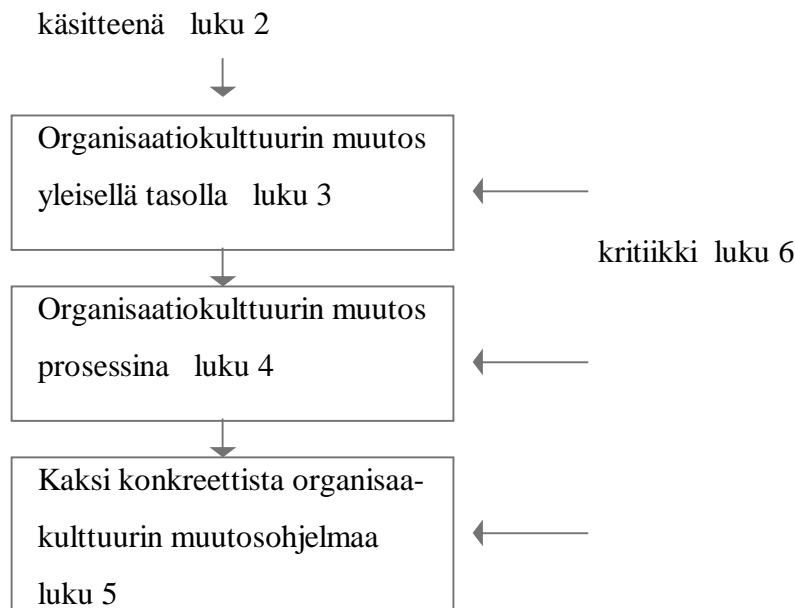 käsitteenä luku 2
Organisaatiokulttuurin muutos
yleisellä tasolla luku 3
kritiikki luku 6
Organisaatiokulttuurin muutos
prosessina luku 4
Kaksi konkreettista organisaa-
kulttuurin muutosohjelmaa
luku 5